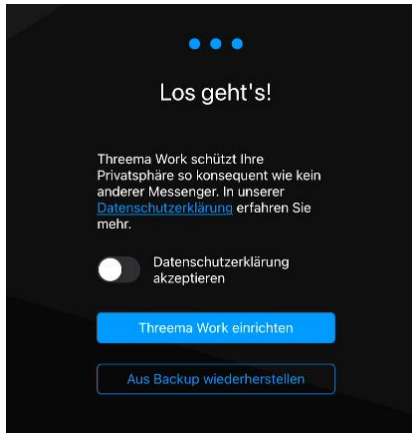 Los geht's!
Threema Work schützt Ihre
Privatsphäre so konsequent wie kein
anderer Messenger. In unserer
Datenschutzerklärung erfahren Sie
mehr.
Datenschutzerklärung
akzeptieren
Threema Work einrichten
Aus Backup wiederherstellen